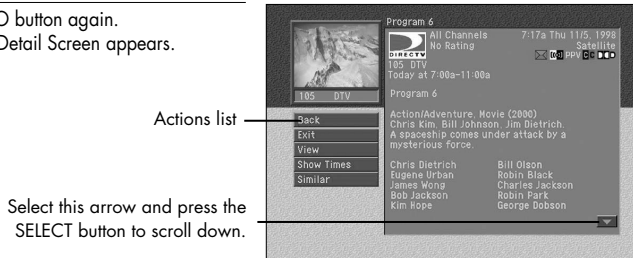 O button again.
Detail Screen appears.
Actions list
Select this arrow and press the
SELECT button to scroll down.
105 DTV
Back
Exit
View
Show Times
Similar
Program 6
DIRECTV
All Channels
No Rating
7:17a Thu 11/5, 1998
Satellite
PPV CC
105 DTV
Today at 7:00a-11:00a
Program 6
Action/Adventure, Movie (2000)
Chris Kim, Bill Johnson, Jim Dietrich.
A spaceship comes under attack by a
mysterious force.
Chris Dietrich Bill Olson
Eugene Urban Robin Black
James Wong Charles Jackson
Bob Jackson Robin Park
Kim Hope George Dobson